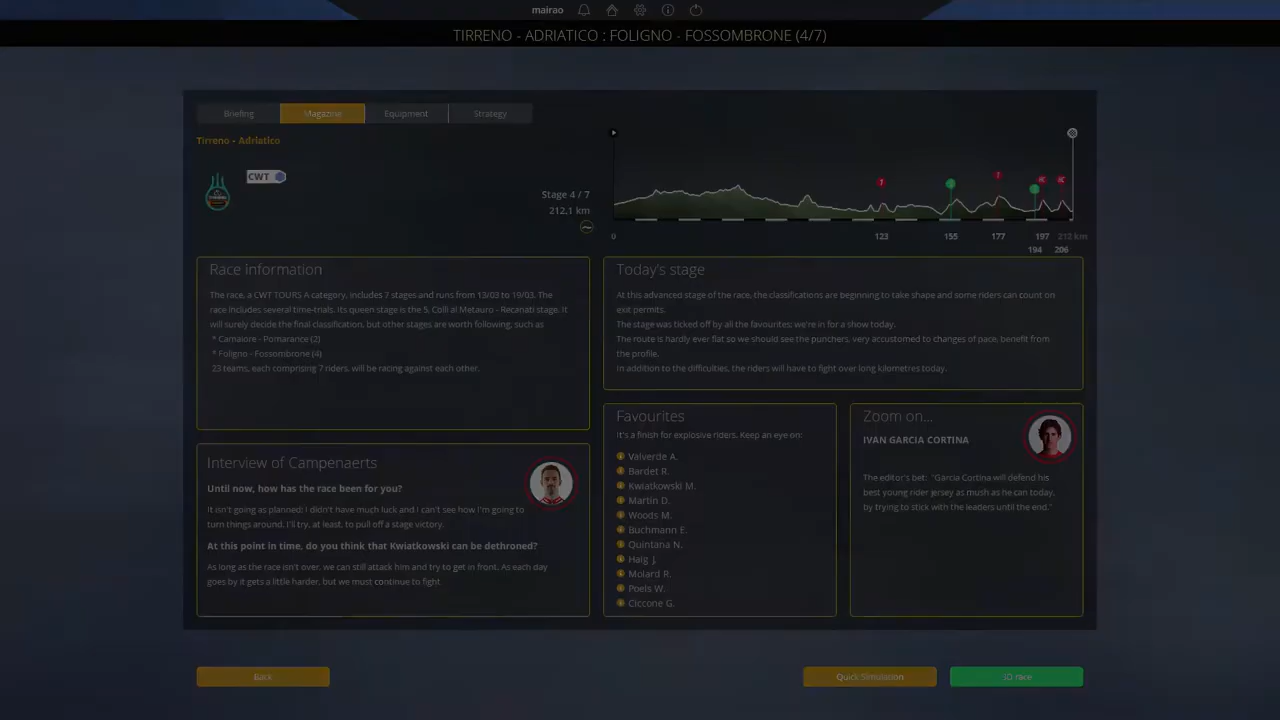 mairao
TIRRENO - ADRIATICO : FOLIGNO - FOSSOMBRONE (4/7)
Briefing
Magazine
Equipment
Strategy
Tirreno - Adriatico
CWT
Stage 4 / 7
212,1 km
0
123
155
177
197
212 km
194
206
Race information
The race, a CWT TOURS A category, includes 7 stages and runs from 13/03 to 19/03. The
race includes several time-trials. Its queen stage is the 5, Colli al Metauro - Recanati stage. It
will surely decide the final classification, but other stages are worth following, such as
* Camaiore - Pomarance (2)
* Foligno - Fossombrone (4)
23 teams, each comprising 7 riders, will be racing against each other.
Today's stage
At this advanced stage of the race, the classifications are beginning to take shape and some riders can count on
exit permits.
The stage was ticked off by all the favourites; we're in for a show today.
The route is hardly ever flat so we should see the punchers, very accustomed to changes of pace, benefit from
the profile.
In addition to the difficulties, the riders will have to fight over long kilometres today.
Interview of Campenaerts
Until now, how has the race been for you?
It isn't going as planned; I didn't have much luck and I can't see how I'm going to
turn things around. I'll try, at least, to pull off a stage victory.
At this point in time, do you think that Kwiatkowski can be dethroned?
As long as the race isn't over, we can still attack him and try to get in front. As each day
goes by it gets a little harder, but we must continue to fight.
Favourites
It's a finish for explosive riders. Keep an eye on:
Valverde A.
Bardet R.
Kwiatkowski M.
Martin D.
Woods M.
Buchmann E.
Quintana N.
Haig J.
Molard R.
Poels W.
Ciccone G.
Zoom on...
IVAN GARCIA CORTINA
The editor's bet: "Garcia Cortina will defend his
best young rider jersey as mush as he can today,
by trying to stick with the leaders until the end."
Back
Quick Simulation
3D race